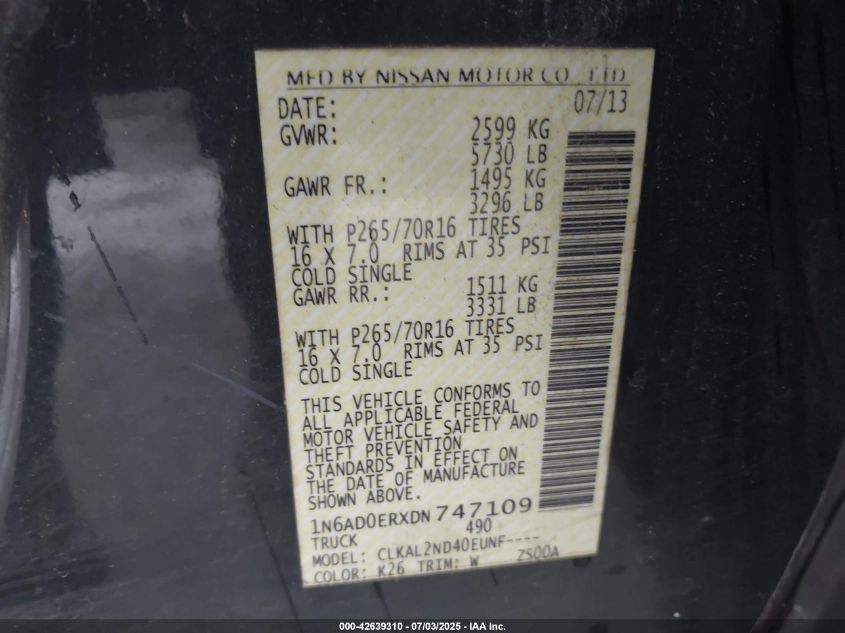 MFD BY NISSAN MOTOR CO., LTD
DATE: 07/13
GVWR: 2599 KG
5730 LB
GAWR FR.: 1495 KG
3296 LB
WITH P265/70R16 TIRES
16 X 7.0 RIMS AT 35 PSI
COLD SINGLE
GAWR RR.: 1511 KG
3331 LB
WITH P265/70R16 TIRES
16 X 7.0 RIMS AT 35 PSI
COLD SINGLE
THIS VEHICLE CONFORMS TO
ALL APPLICABLE FEDERAL
MOTOR VEHICLE SAFETY AND
THEFT PREVENTION
STANDARDS IN EFFECT ON
THE DATE OF MANUFACTURE
SHOWN ABOVE.
1N6AD0ERXDN747109
TRUCK 490
MODEL: CLKAL2ND40EUNF----
COLOR: K26 TRIM: W ZS00A
000-42639310 - 07/03/2025 - IAA Inc.